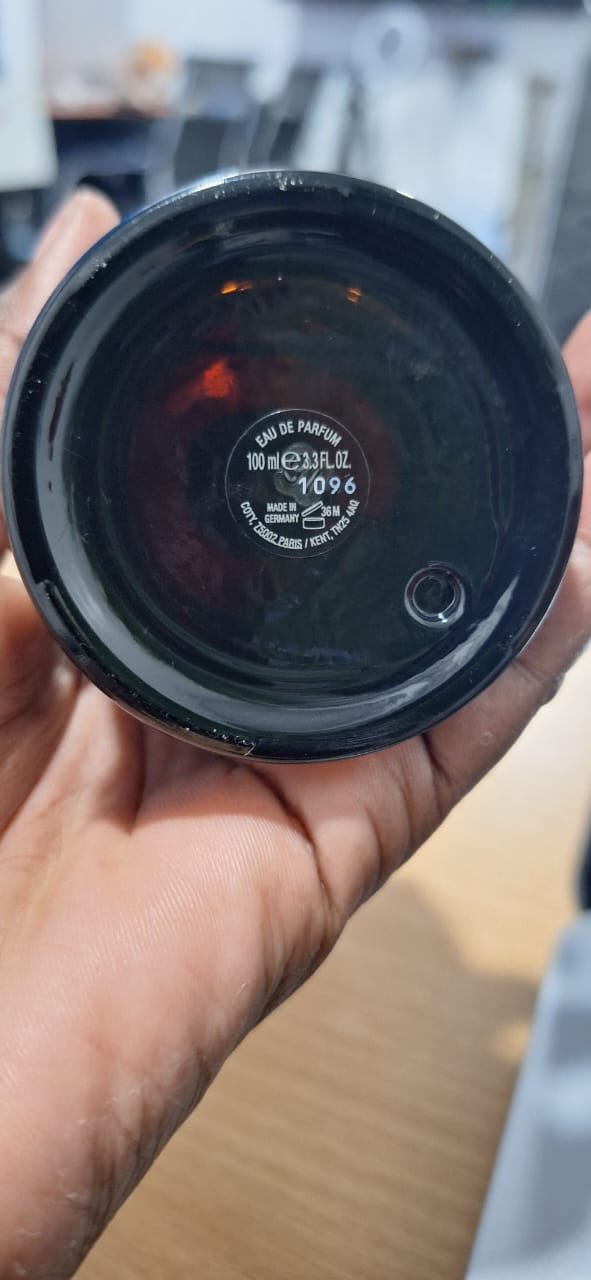 EAU DE PARFUM
100 ml e 3.3 FL. OZ.
1096
MADE IN
GERMANY
36 M
COTY, 75002 PARIS / KENT, TN25 4AQ